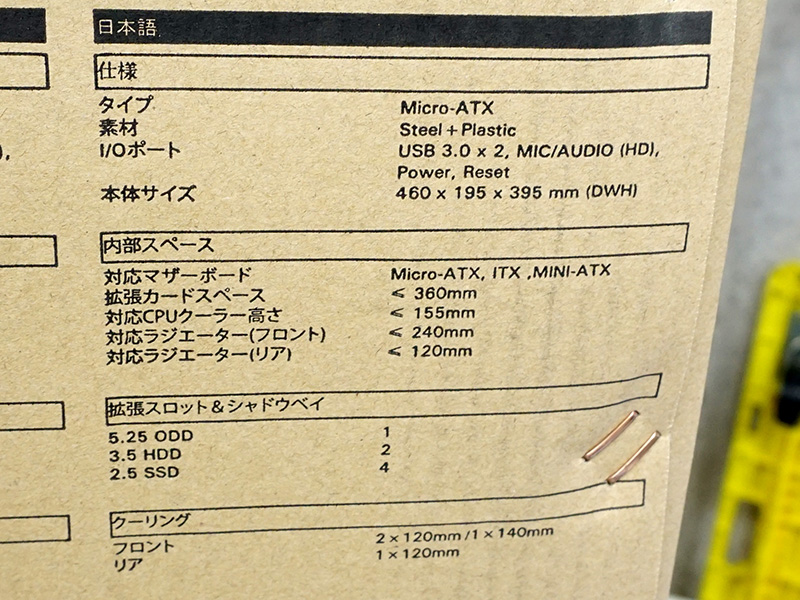 日本語
仕様
タイプ Micro-ATX
素材 Steel + Plastic
I/Oポート USB 3.0 x 2, MIC/AUDIO (HD),
Power, Reset
本体サイズ 460 x 195 x 395 mm (DWH)
内部スペース
対応マザーボード Micro-ATX, ITX ,MINI-ATX
拡張カードスペース ≤ 360mm
対応CPUクーラー高さ ≤ 155mm
対応ラジエーター(フロント) ≤ 240mm
対応ラジエーター(リア) ≤ 120mm
拡張スロット&シャドウベイ
5.25 ODD 1
3.5 HDD 2
2.5 SSD 4
クーリング
フロント 2×120mm/1×140mm
リア 1×120mm
),